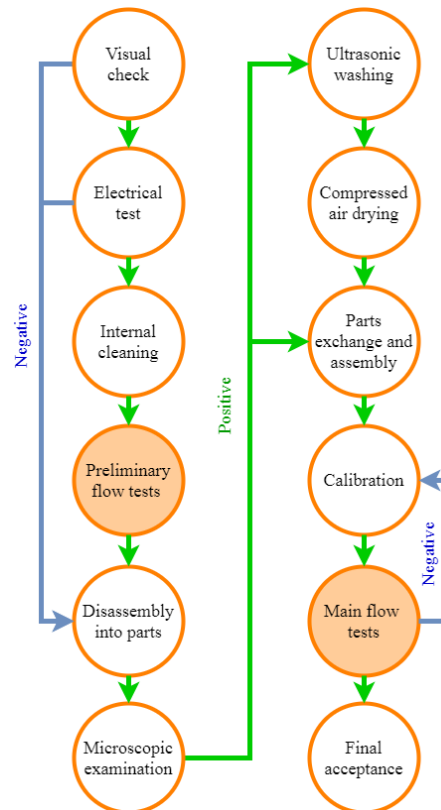 Visual
check
Electrical
test
Internal
cleaning
Preliminary
flow tests
Disassembly
into parts
Microscopic
examination
Negative
Positive
Ultrasonic
washing
Compressed
air drying
Parts
exchange and
assembly
Calibration
Main flow
tests
Final
acceptance
Negative